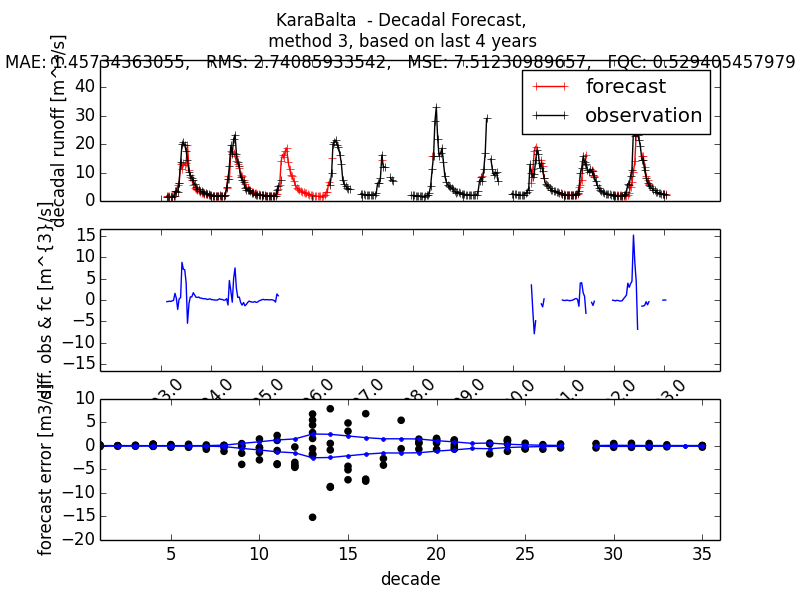 KaraBalta - Decadal Forecast,
method 3, based on last 4 years
RMS: 2.74085933542, MSE: 7.51230989657, FQC: 0.529405457979
decadal runoff [m^3/s]
40
30
20
10
0
forecast
observation
diff. obs & fc [m^{3}/s]
15
10
5
0
−5
−10
−15
forecast error [m3/d]
10
5
0
−5
−10
−15
−20
5 10 15 20 25 30 35
decade